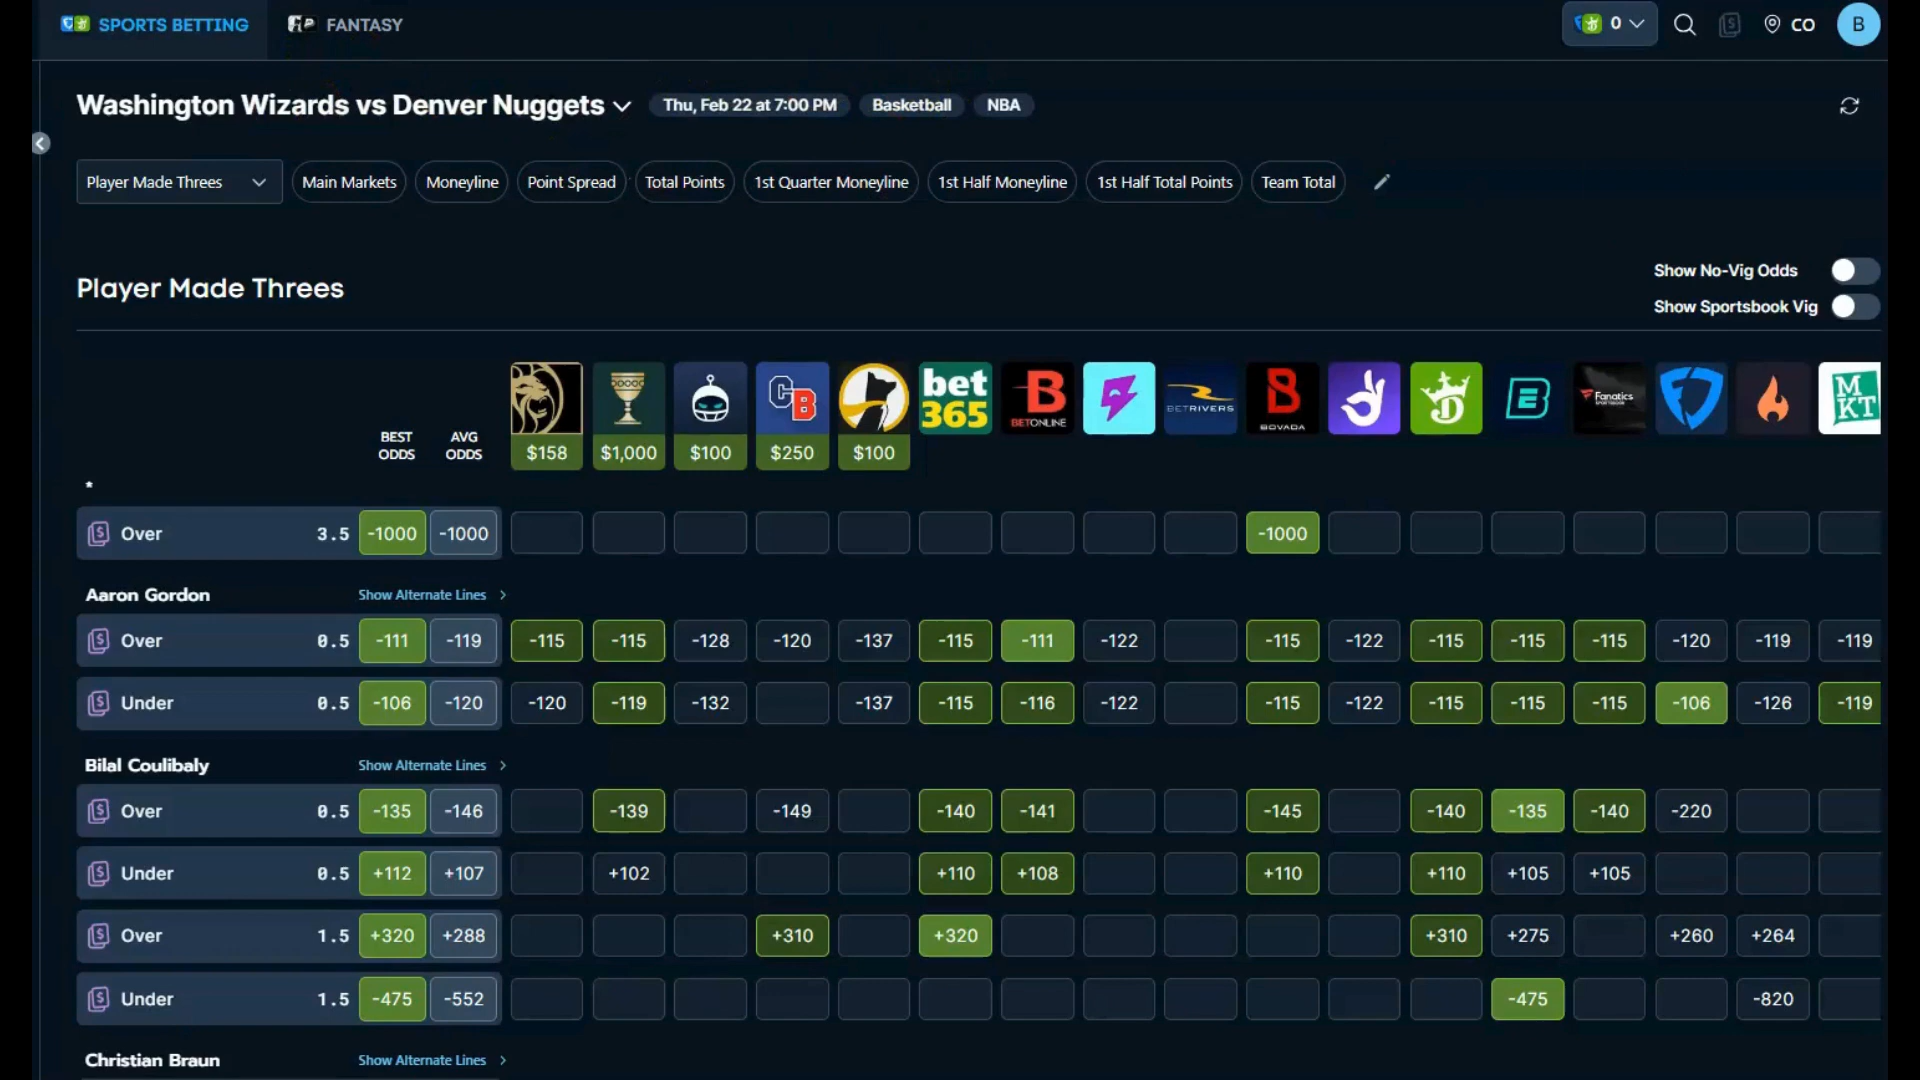 SPORTS BETTING FANTASY 0 CO B
Washington Wizards vs Denver Nuggets Thu, Feb 22 at 7:00 PM Basketball NBA
Player Made Threes Main Markets Moneyline Point Spread Total Points 1st Quarter Moneyline 1st Half Moneyline 1st Half Total Points Team Total
Show No-Vig Odds
Player Made Threes
Show Sportsbook Vig
CB bet365 B BETONLINE BETRIVERS B BOVADA B Fanatics SPORTSBOOK MKT
BEST ODDS AVG ODDS $158 $1,000 $100 $250 $100
*
Over 3.5 -1000 -1000 -1000
Aaron Gordon Show Alternate Lines >
Over 0.5 -111 -119 -115 -115 -128 -120 -137 -115 -111 -122 -115 -122 -115 -115 -115 -120 -119 -119
Under 0.5 -106 -120 -120 -119 -132 -137 -115 -116 -122 -115 -122 -115 -115 -115 -106 -126 -119
Bilal Coulibaly Show Alternate Lines >
Over 0.5 -135 -146 -139 -149 -140 -141 -145 -140 -135 -140 -220
Under 0.5 +112 +107 +102 +110 +108 +110 +110 +105 +105
Over 1.5 +320 +288 +310 +320 +310 +275 +260 +264
Under 1.5 -475 -552 -475 -820
Christian Braun Show Alternate Lines >